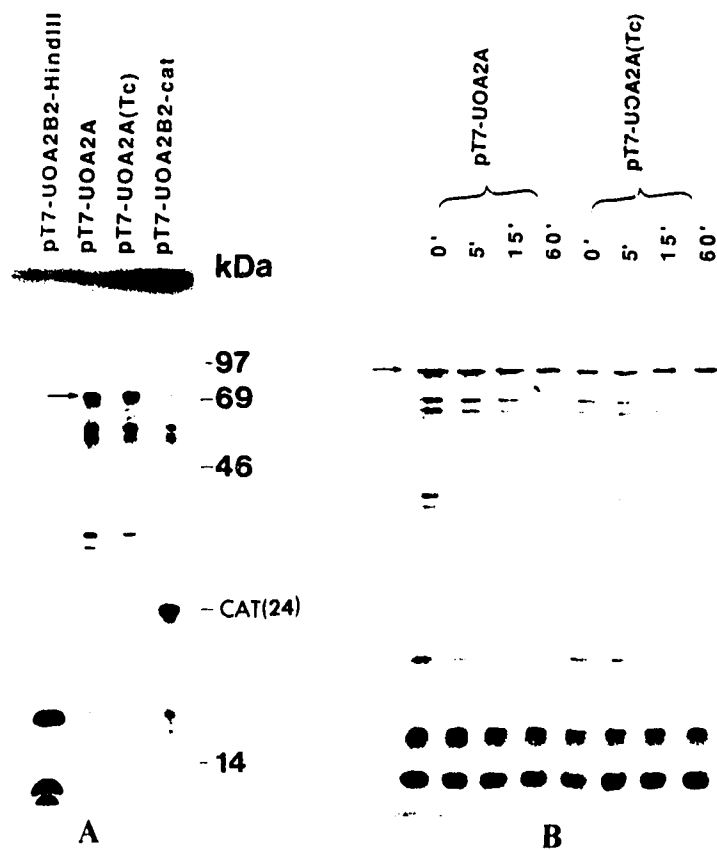 pT7-UOA2B2-HindIII
pT7-UOA2A
pT7-UOA2A(Tc)
pT7-UOA2B2-cat
kDa
-97
-69
-46
-CAT(24)
-14
A
pT7-UOA2A
pT7-UOA2A(Tc)
0'
5'
15'
60'
0'
5'
15'
60'
B